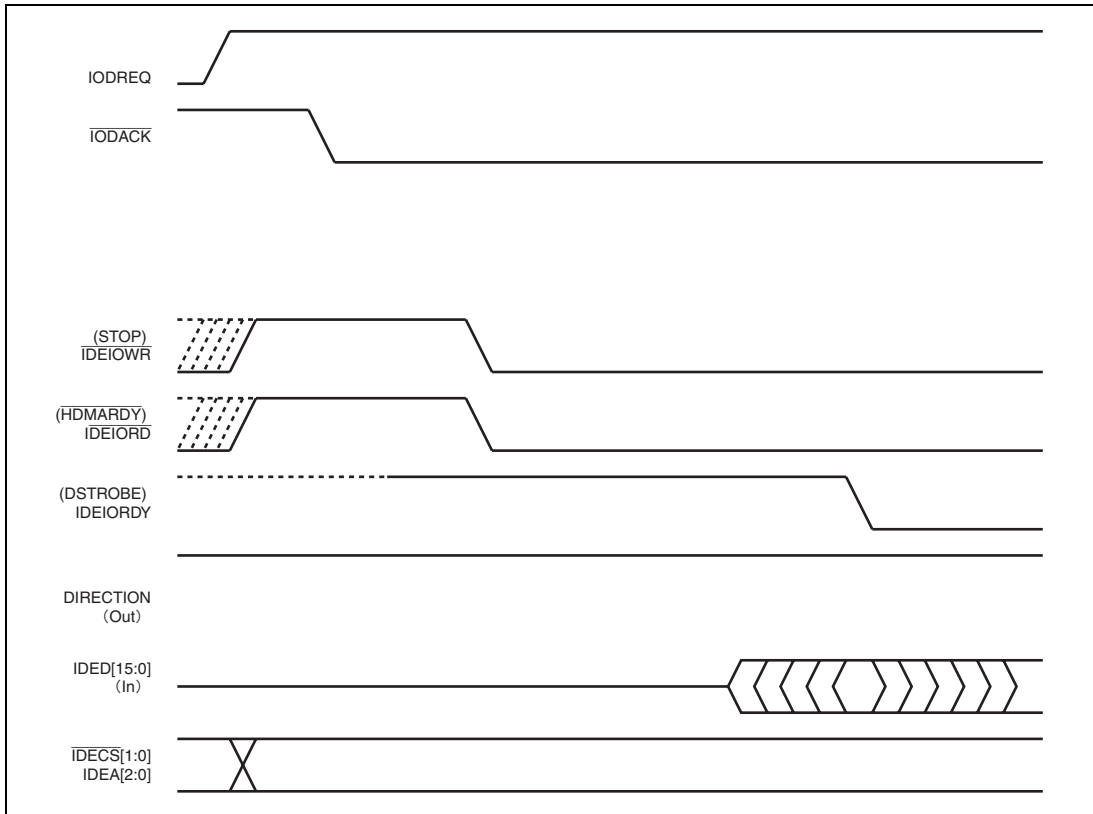 IODREQ
IODACK
(STOP)
IDEIOWR
(HDMARDY)
IDEIORD
(DSTROBE)
IDEIORDY
DIRECTION
(Out)
IDED[15:0]
(In)
IDECS[1:0]
IDEA[2:0]